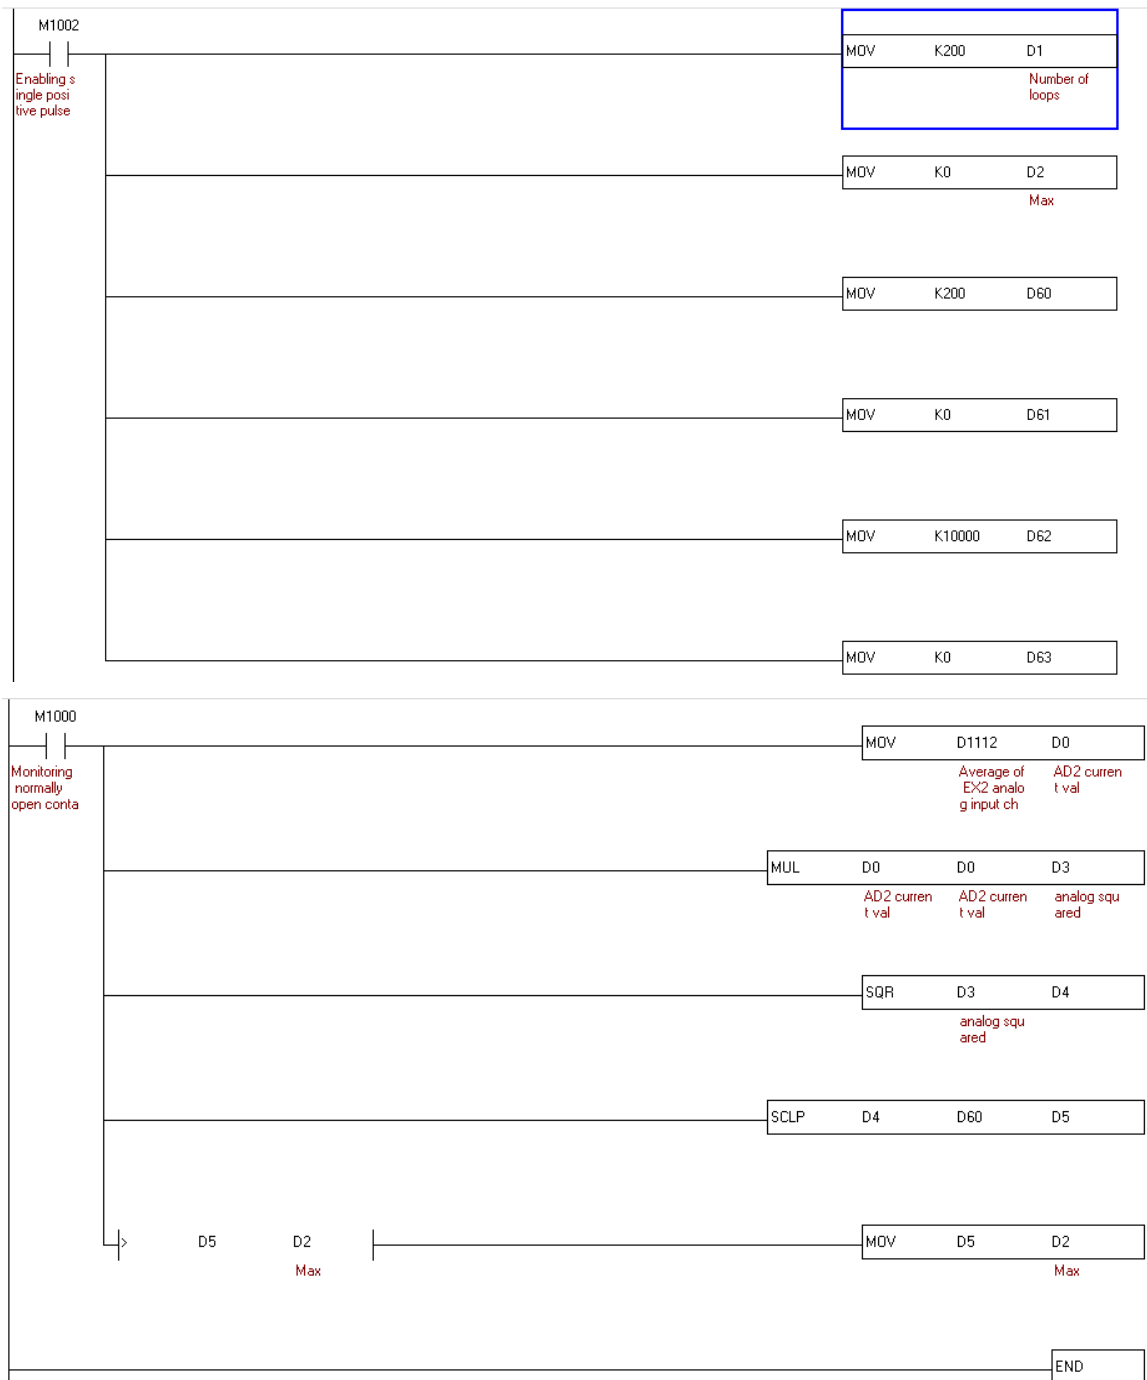 M1002
MOV K200 D1
Enabling s
ingle posi
tive pulse
Number of
loops
MOV K0 D2
Max
MOV K200 D60
MOV K0 D61
MOV K10000 D62
MOV K0 D63
M1000
MOV D1112 D0
Monitoring
normally
open conta
Average of
EX2 analo
g input ch
AD2 curren
t val
MUL D0 D0 D3
AD2 curren
t val
AD2 curren
t val
analog squ
ared
SQR D3 D4
analog squ
ared
SCLP D4 D60 D5
> D5 D2
Max
MOV D5 D2
Max
END